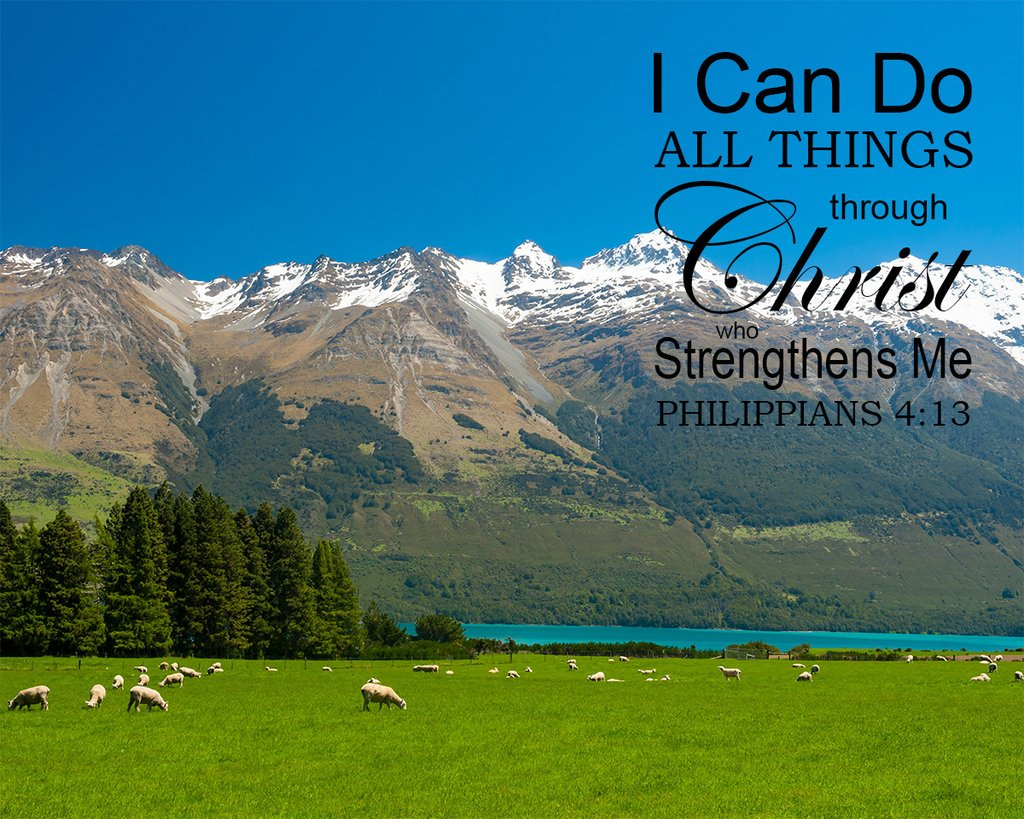 I Can Do
ALL THINGS
through
Christ
who
Strengthens Me
PHILIPPIANS 4:13